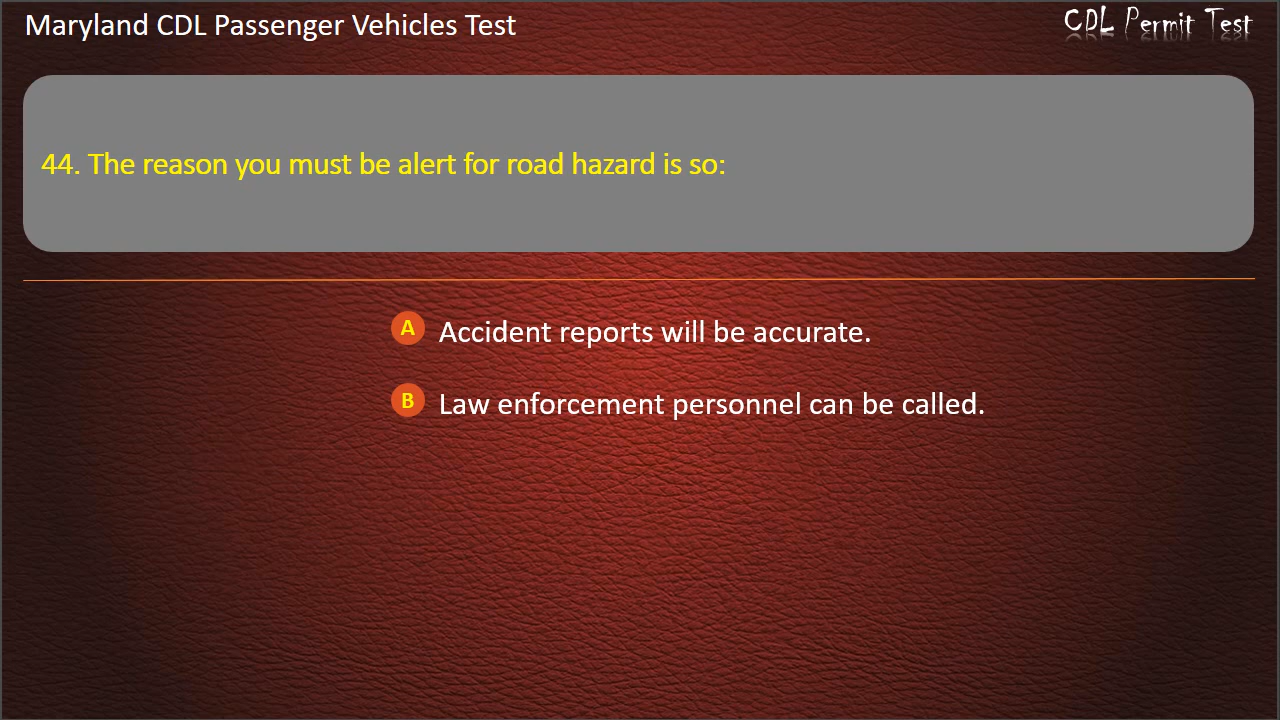 Maryland CDL Passenger Vehicles Test
CDL Permit Test
44. The reason you must be alert for road hazard is so:
A Accident reports will be accurate.
B Law enforcement personnel can be called.